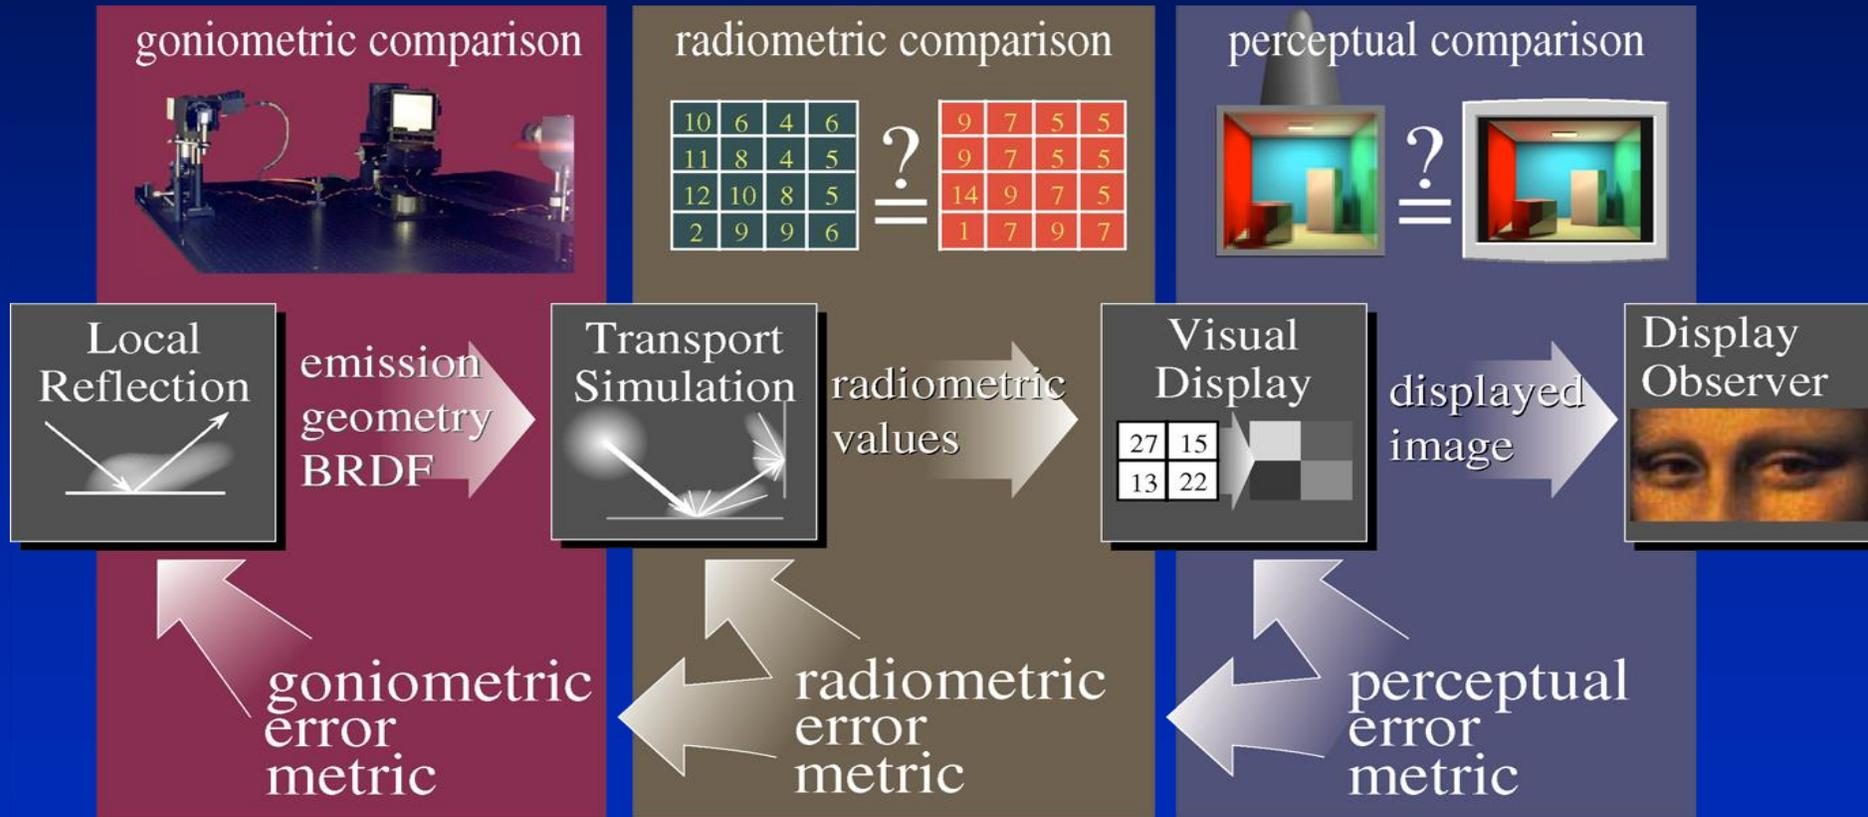 goniometric comparison
radiometric comparison
perceptual comparison
10 6 4 6
11 8 4 5
12 10 8 5
2 9 9 6
?
=
9 7 5 5
9 7 5 5
14 9 7 5
1 7 9 7
?
=
Local
Reflection
emission
geometry
BRDF
Transport
Simulation
radiometric
values
Visual
Display
27 15
13 22
displayed
image
Display
Observer
goniometric
error
metric
radiometric
error
metric
perceptual
error
metric